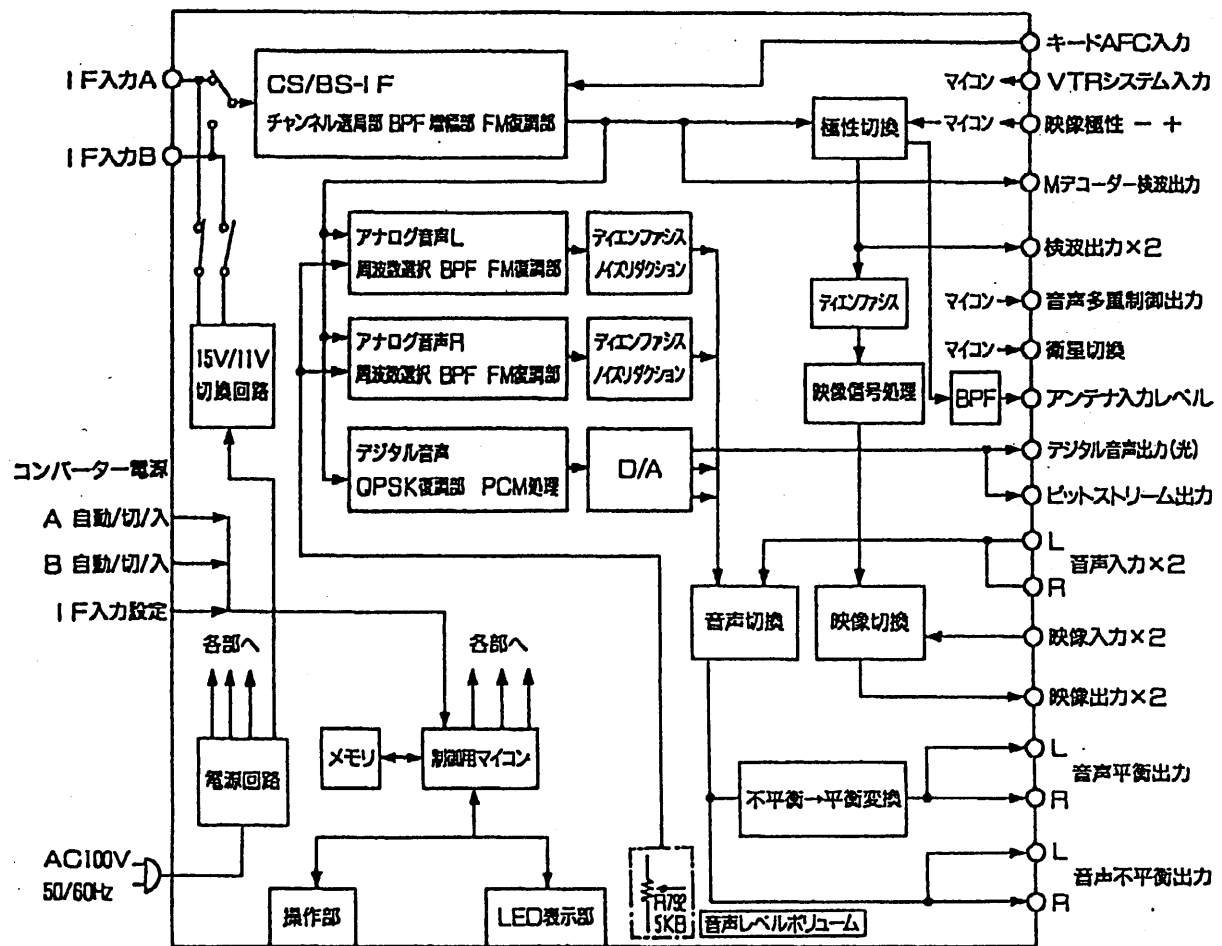 キードAFC入力
IF入力A
CS/BS-IF
チャンネル選局部 BPF 増幅部 FM復調部
マイコン
VTRシステム入力
極性切換
マイコン
映像極性 − +
IF入力B
Mデコーダー検波出力
アナログ音声L
周波数選択 BPF FM復調部
ディエンファシス
ノイズリダクション
検波出力×2
ディエンファシス
マイコン
音声多重制御出力
15V/11V
切換回路
アナログ音声R
周波数選択 BPF FM復調部
ディエンファシス
ノイズリダクション
マイコン
衛星切換
映像信号処理
BPF
アンテナ入力レベル
コンバーター電源
デジタル音声
QPSK復調部 PCM処理
D/A
デジタル音声出力(光)
ビットストリーム出力
A 自動/切/入
B 自動/切/入
IF入力設定
L
音声入力×2
R
音声切換
映像切換
映像入力×2
各部へ
各部へ
映像出力×2
電源回路
メモリ
制御用マイコン
L
音声平衡出力
R
不平衡→平衡変換
AC100V
50/60Hz
L
音声不平衡出力
R
操作部
LED表示部
R792
5KB
音声レベルボリューム